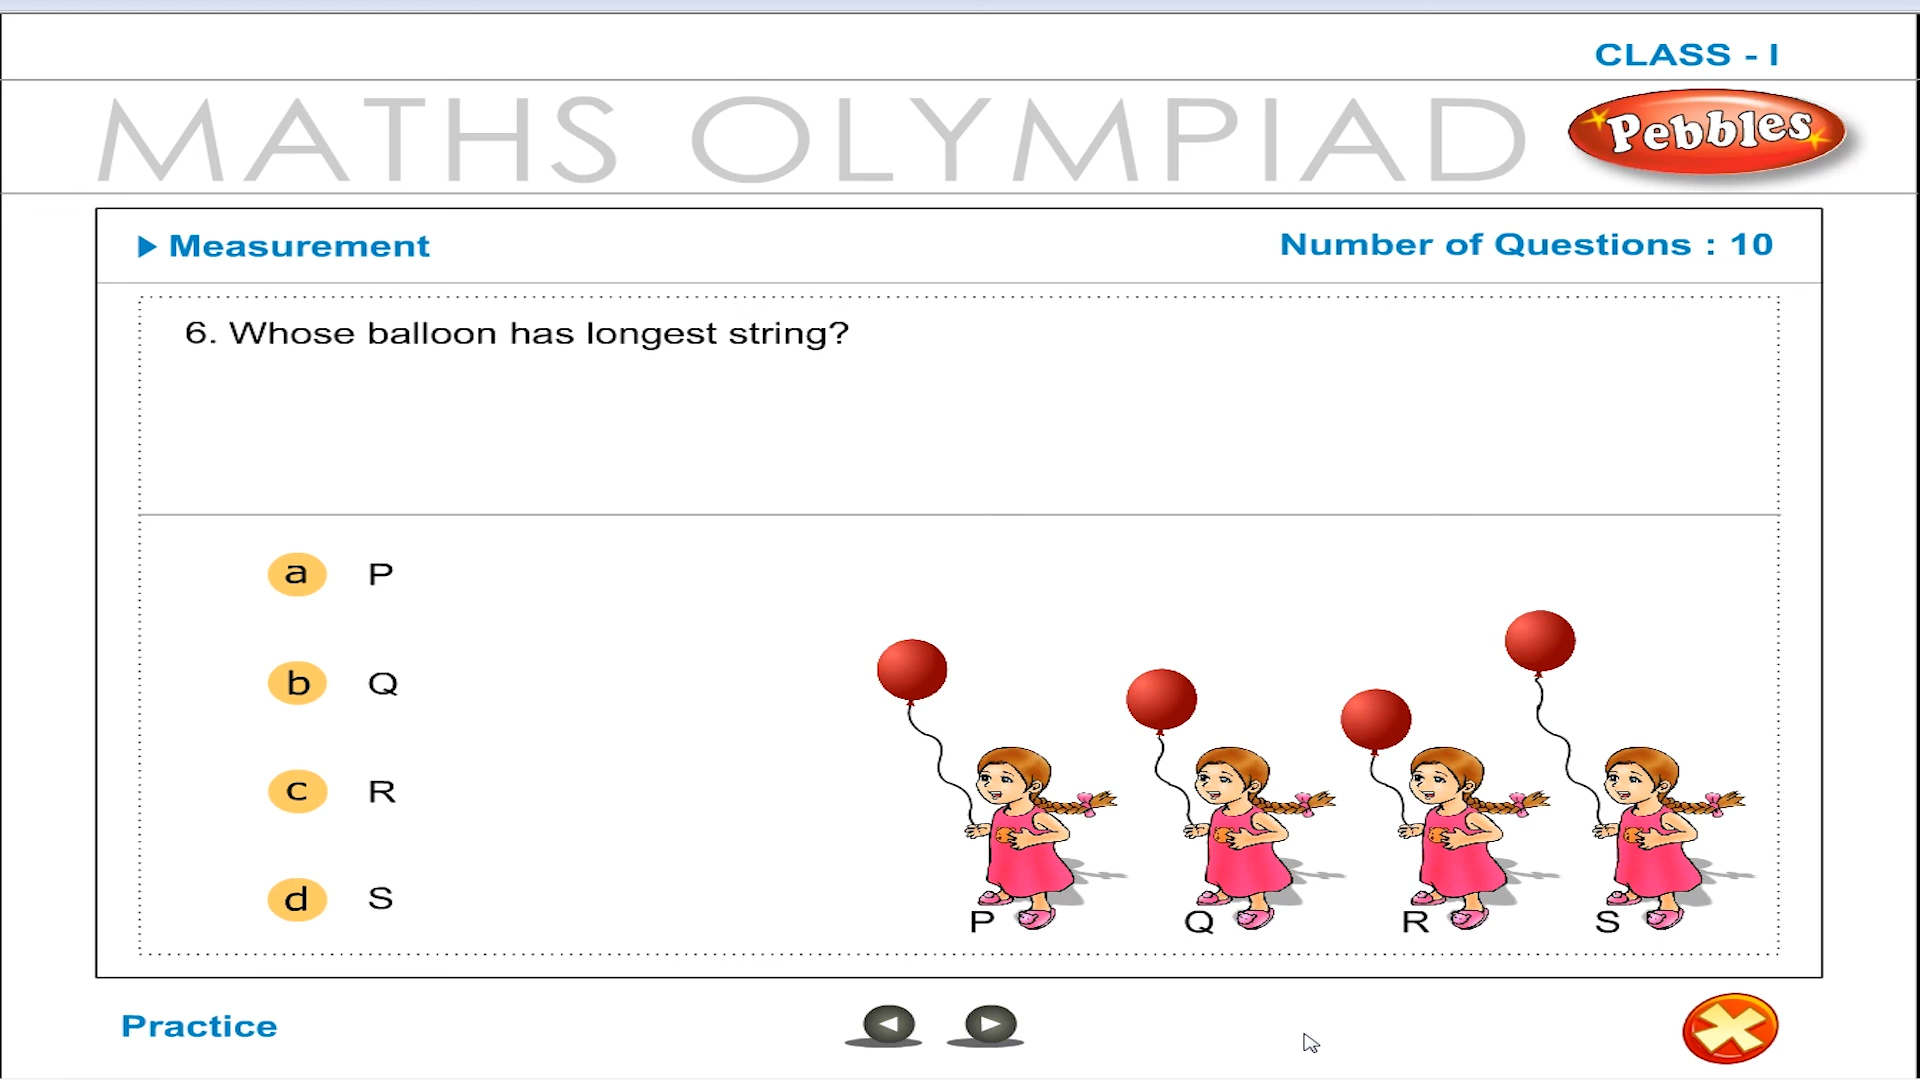 CLASS - I
MATHS OLYMPIAD
Pebbles
Measurement
Number of Questions : 10
6. Whose balloon has longest string?
a P
b Q
c R
d S
P Q R S
Practice